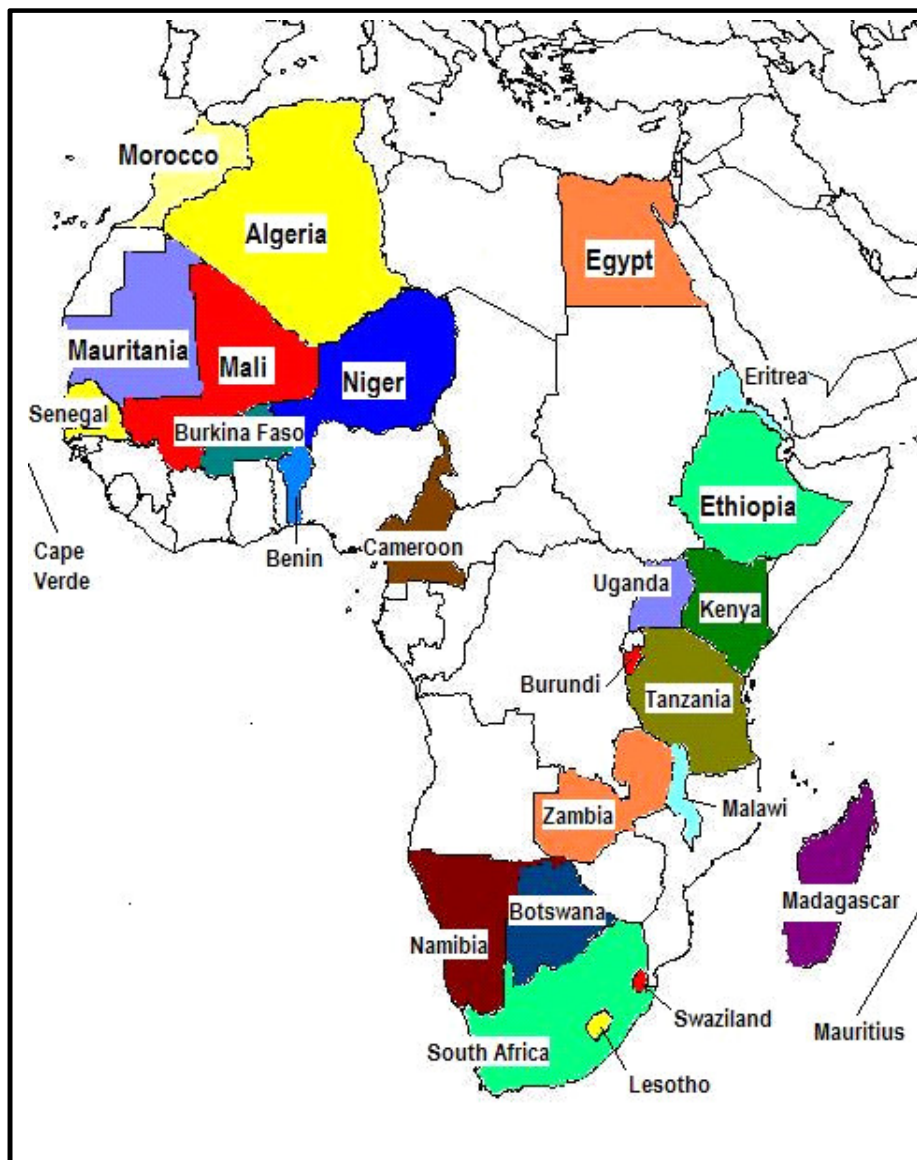 Morocco
Algeria
Egypt
Mauritania
Mali
Niger
Eritrea
Senegal
Burkina Faso
Ethiopia
Cape
Verde
Benin
Cameroon
Uganda
Kenya
Burundi
Tanzania
Zambia
Malawi
Madagascar
Botswana
Namibia
Swaziland
Mauritius
South Africa
Lesotho